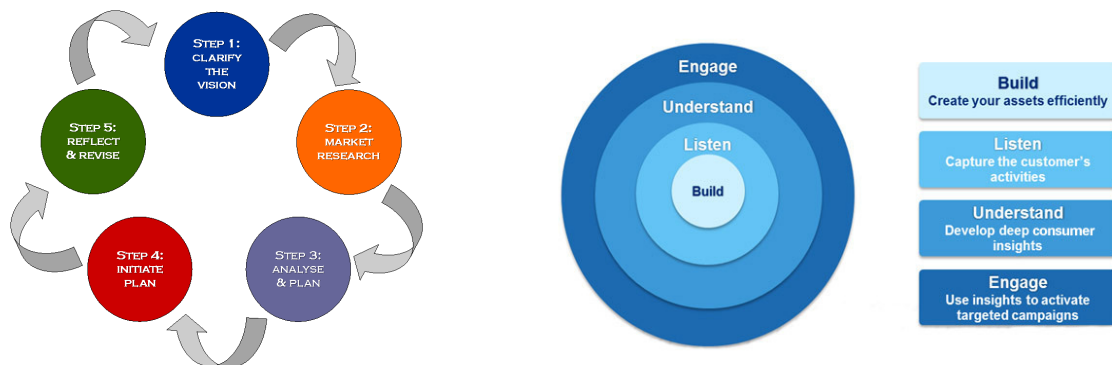 STEP 1:
CLARIFY
THE
VISION
STEP 2:
MARKET
RESEARCH
STEP 3:
ANALYSE
& PLAN
STEP 4:
INITIATE
PLAN
STEP 5:
REFLECT
& REVISE
Engage
Understand
Listen
Build
Build
Create your assets efficiently
Listen
Capture the customer's
activities
Understand
Develop deep consumer
insights
Engage
Use insights to activate
targeted campaigns